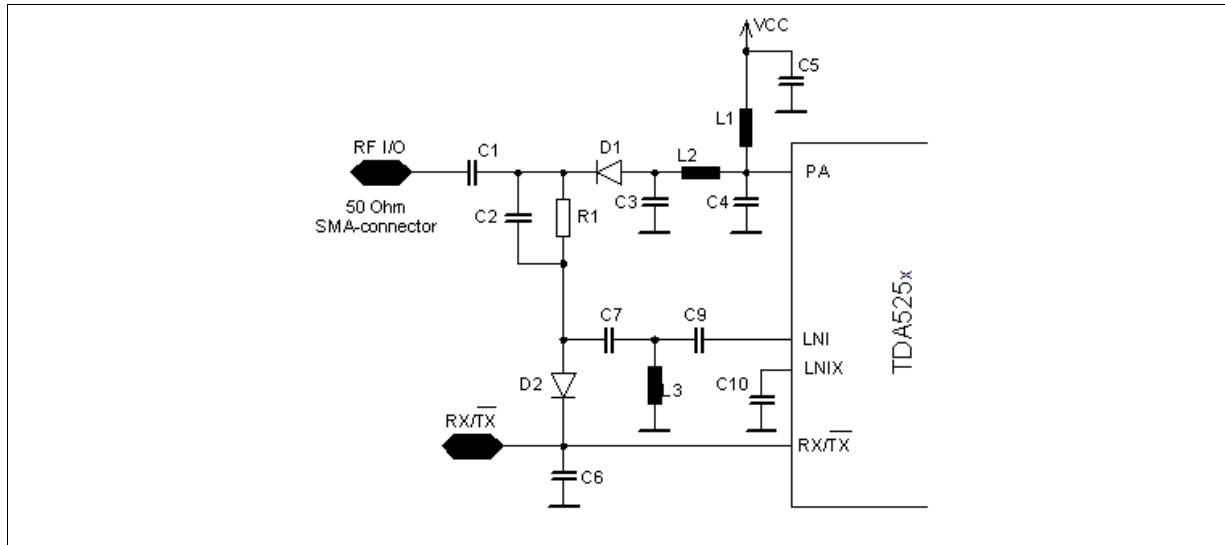 VCC
C5
L1
RF I/O
C1
D1
L2
PA
50 Ohm
SMA-connector
C2
R1
C3
C4
TDA525x
C7
C9
LNI
LNIX
D2
L3
C10
RX/TX
RX/TX
C6